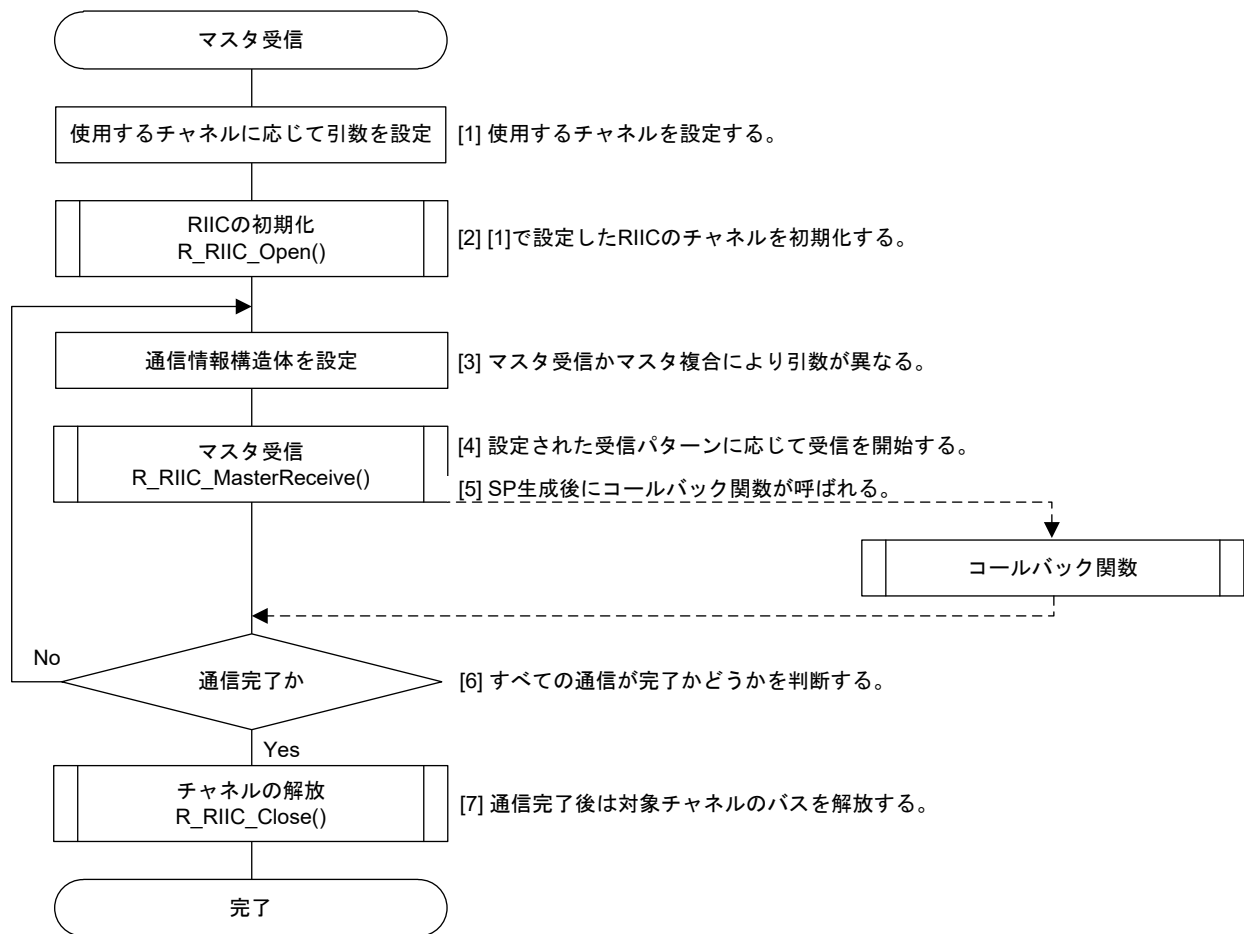 マスタ受信
使用するチャネルに応じて引数を設定
[1] 使用するチャネルを設定する。
RIICの初期化
R_RIIC_Open()
[2] [1]で設定したRIICのチャネルを初期化する。
通信情報構造体を設定
[3] マスタ受信かマスタ複合により引数が異なる。
マスタ受信
R_RIIC_MasterReceive()
[4] 設定された受信パターンに応じて受信を開始する。
[5] SP生成後にコールバック関数が呼ばれる。
コールバック関数
No
通信完了か
[6] すべての通信が完了かどうかを判断する。
Yes
チャネルの解放
R_RIIC_Close()
[7] 通信完了後は対象チャネルのバスを解放する。
完了